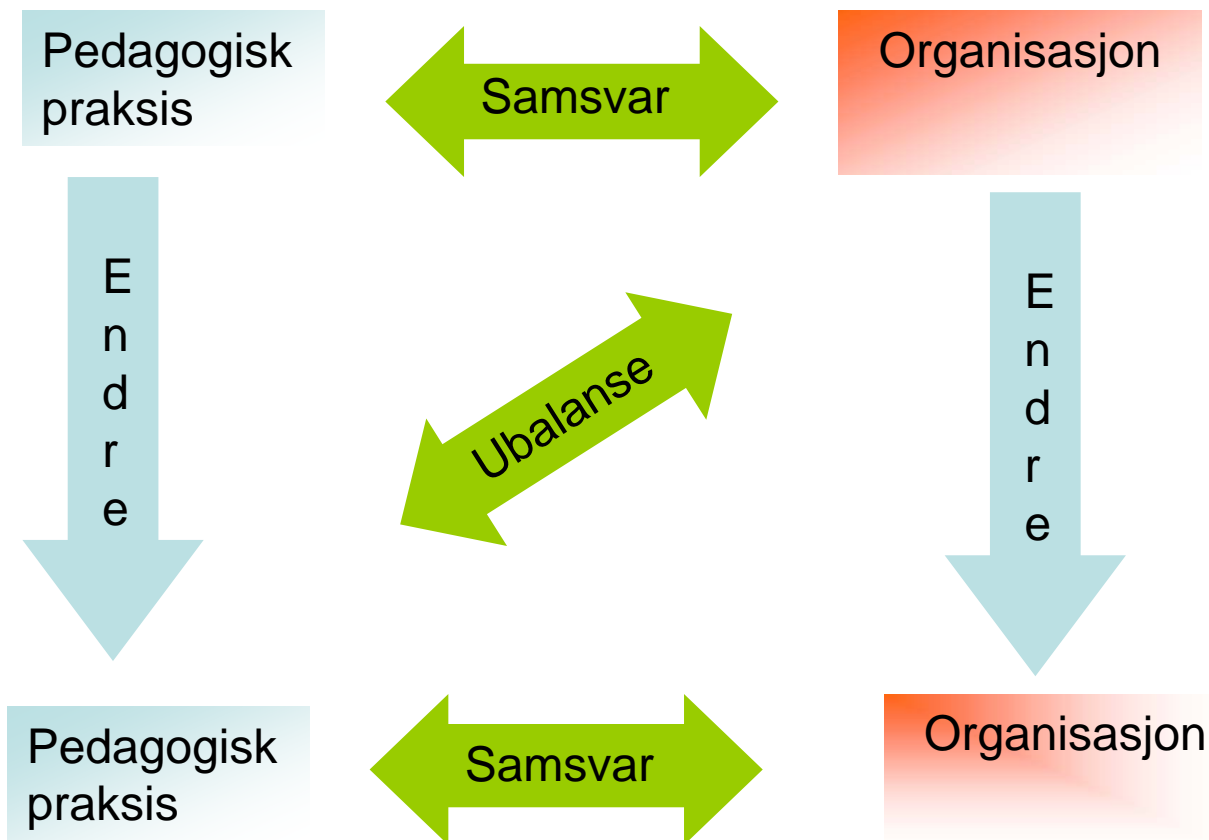 Pedagogisk
praksis
Samsvar
Organisasjon
E
n
d
r
e
Ubalanse
E
n
d
r
e
Pedagogisk
praksis
Samsvar
Organisasjon